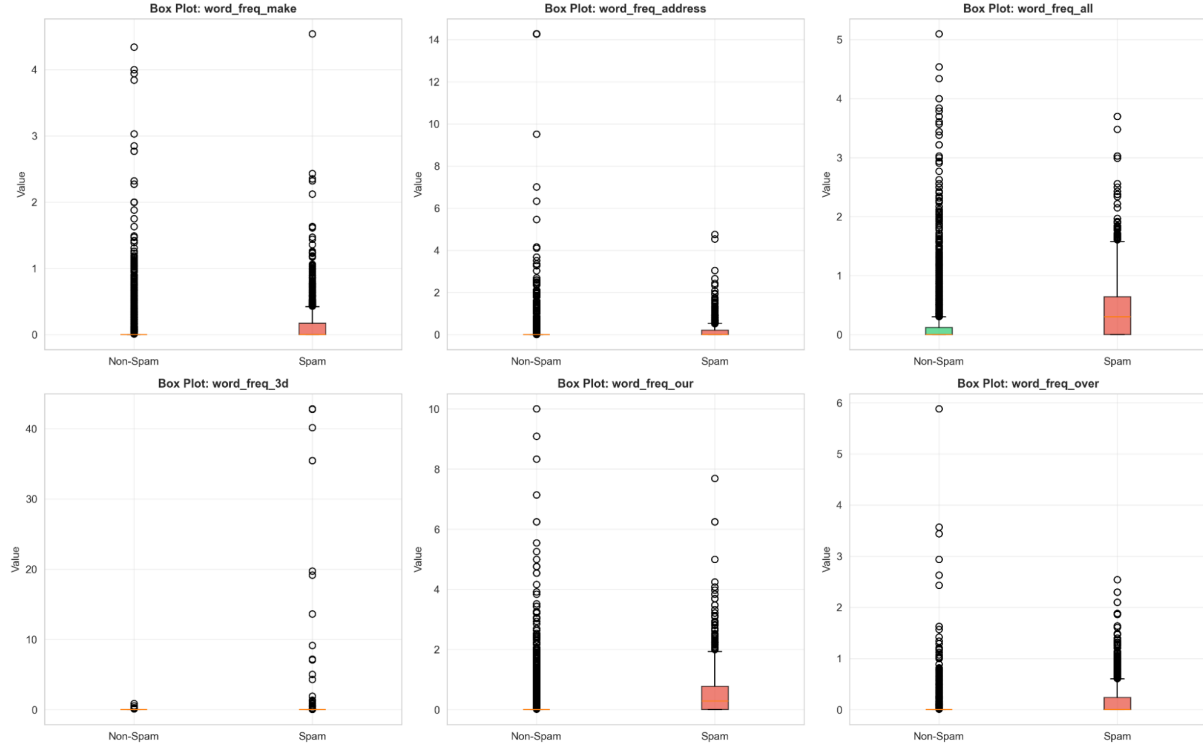 Box Plot: word_freq_make
Value
4
3
2
1
0
Non-Spam Spam
Box Plot: word_freq_address
Value
14
12
10
8
6
4
2
0
Non-Spam Spam
Box Plot: word_freq_all
Value
5
4
3
2
1
0
Non-Spam Spam
Box Plot: word_freq_3d
Value
40
30
20
10
0
Non-Spam Spam
Box Plot: word_freq_our
Value
10
8
6
4
2
0
Non-Spam Spam
Box Plot: word_freq_over
Value
6
5
4
3
2
1
0
Non-Spam Spam